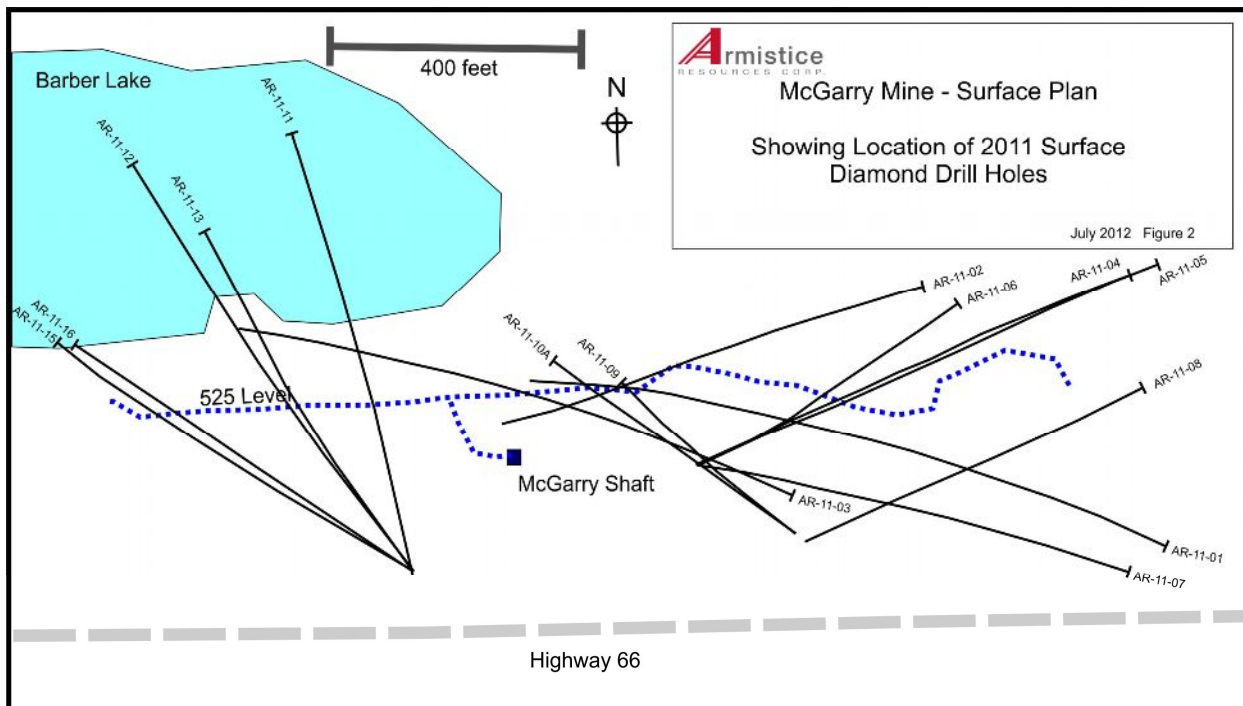 Barber Lake
400 feet
N
Armistice
RESOURCES CORP.
McGarry Mine - Surface Plan
Showing Location of 2011 Surface
Diamond Drill Holes
July 2012 Figure 2
AR-11-11
AR-11-12
AR-11-13
AR-11-16
AR-11-15
AR-11-02
AR-11-06
AR-11-04
AR-11-05
AR-11-10A
AR-11-09
AR-11-08
525 Level
McGarry Shaft
AR-11-03
AR-11-01
AR-11-07
Highway 66